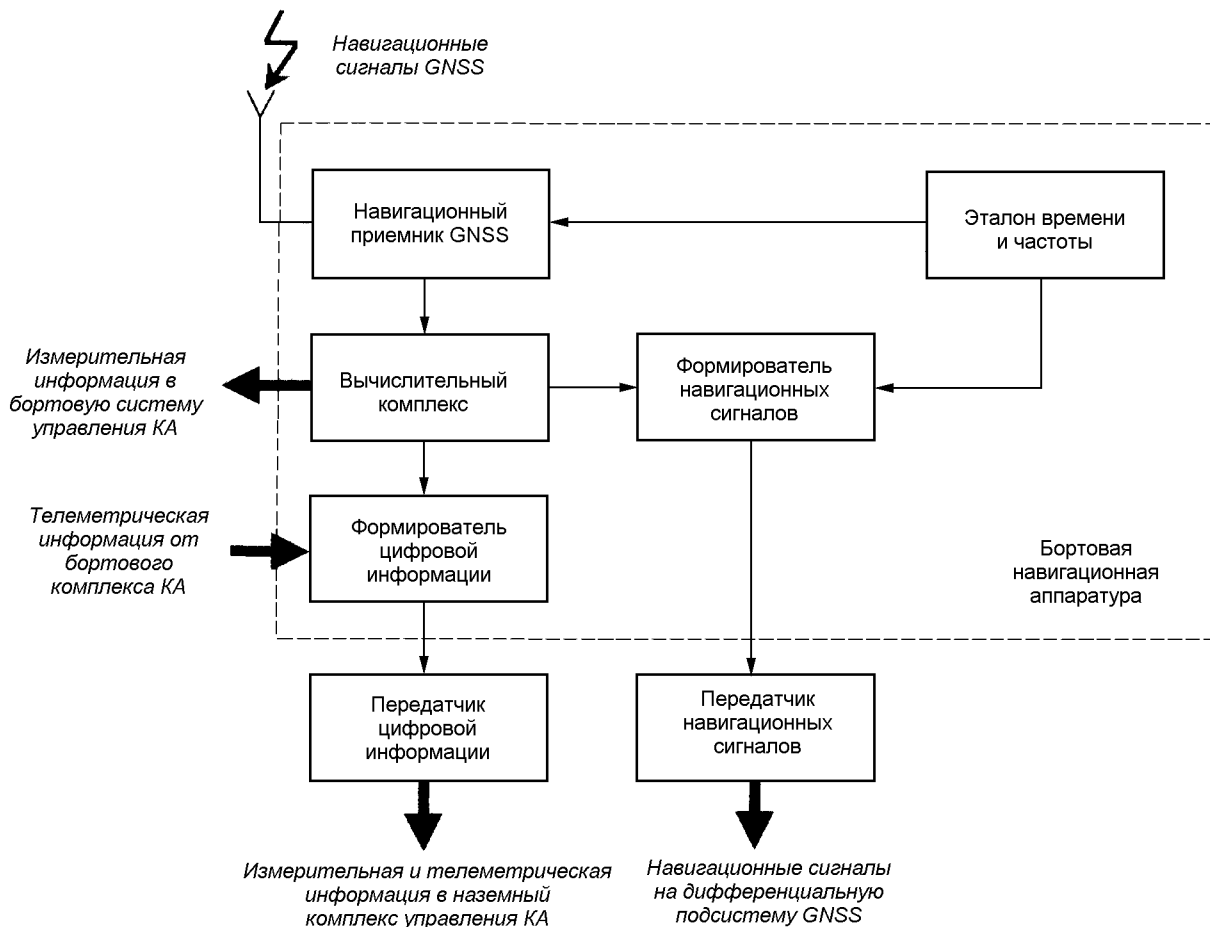 Навигационные
сигналы GNSS
Навигационный
приемник GNSS
Эталон времени
и частоты
Измерительная
информация в
бортовую систему
управления КА
Вычислительный
комплекс
Формирователь
навигационных
сигналов
Телеметрическая
информация от
бортового
комплекса КА
Формирователь
цифровой
информации
Бортовая
навигационная
аппаратура
Передатчик
цифровой
информации
Передатчик
навигационных
сигналов
Измерительная и телеметрическая
информация в наземный
комплекс управления КА
Навигационные сигналы
на дифференциальную
подсистему GNSS